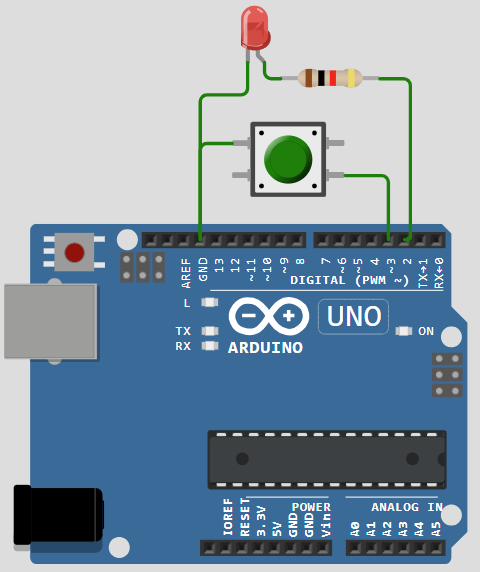 AREF
GND
13
12
~11
~10
~9
8
7
~6
~5
4
~3
2
TX→1
RX←0
DIGITAL (PWM ~)
L
TX
RX
UNO
ON
ARDUINO
POWER
ANALOG IN
IOREF
RESET
3.3V
5V
GND
GND
Vin
A0
A1
A2
A3
A4
A5